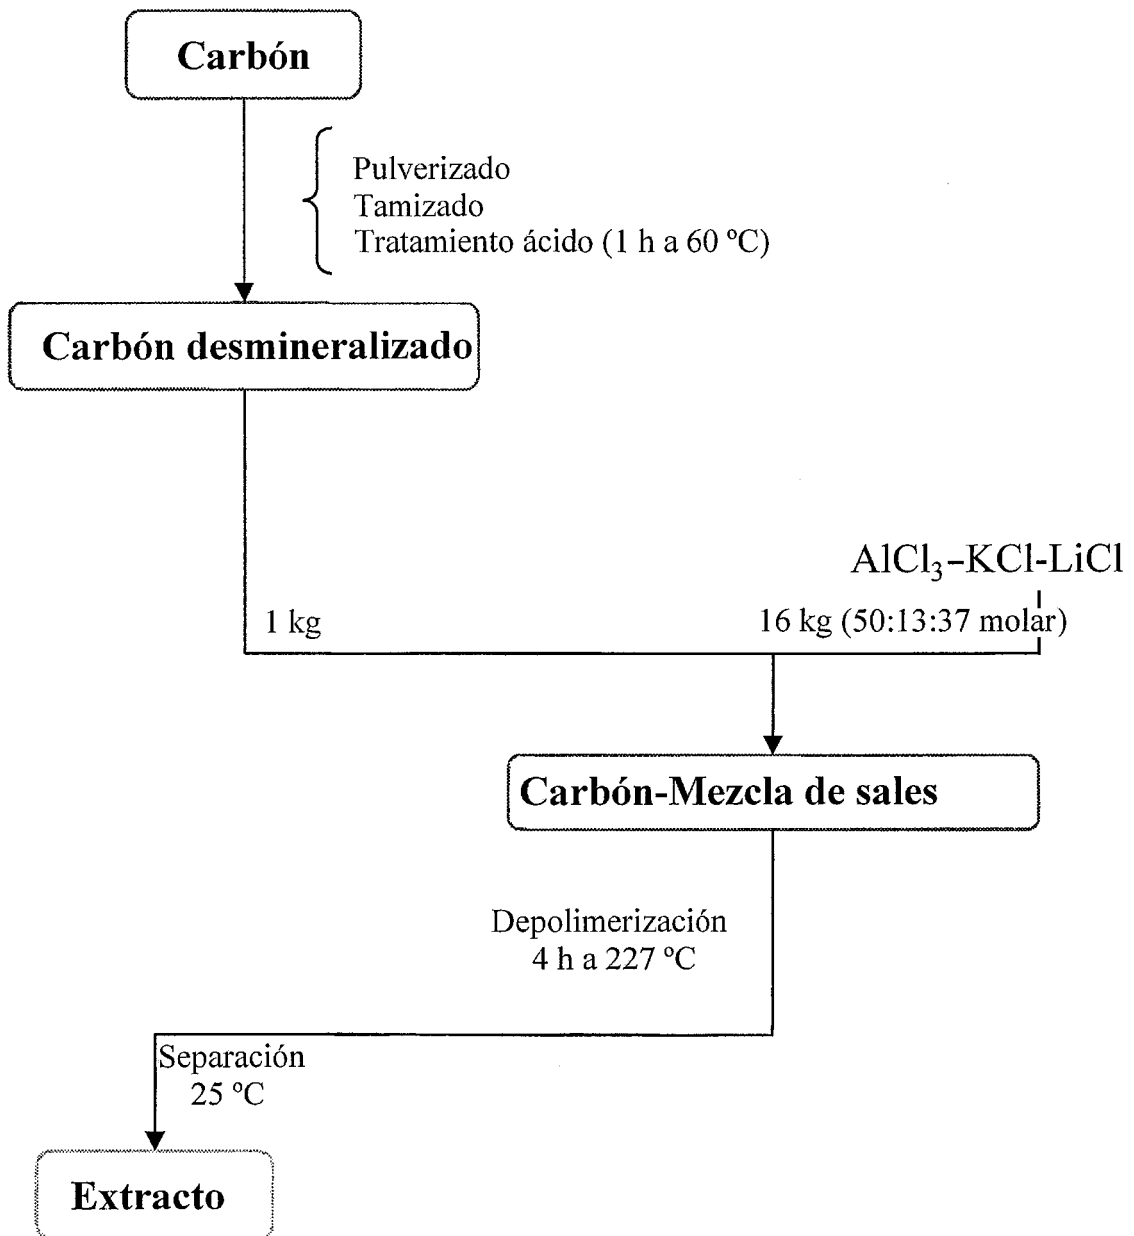 Carbón
Pulverizado
Tamizado
Tratamiento ácido (1 h a 60 ºC)
Carbón desmineralizado
AlCl₃–KCl-LiCl
1 kg
16 kg (50:13:37 molar)
Carbón-Mezcla de sales
Depolimerización
4 h a 227 ºC
Separación
25 ºC
Extracto